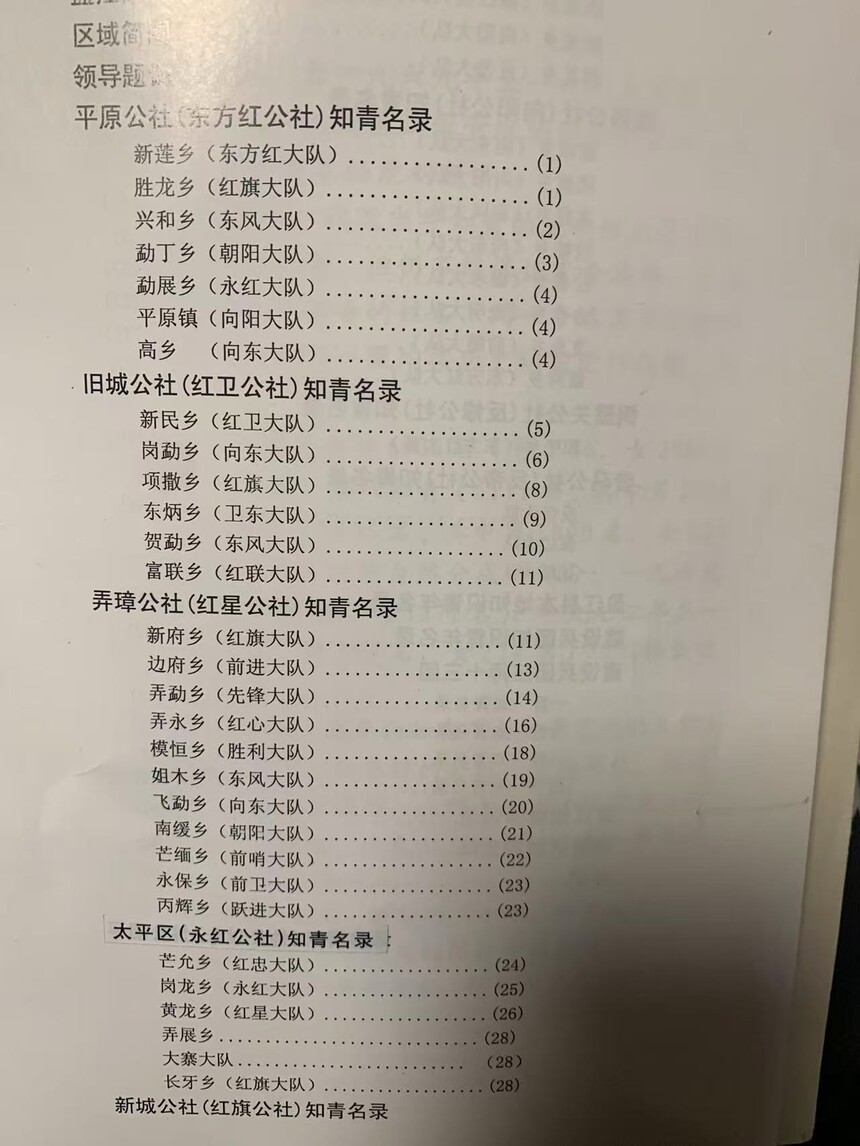 区域简
领导题
平原公社(东方红公社)知青名录
新莲乡(东方红大队)....................(1)
胜龙乡(红旗大队)......................(1)
兴和乡(东风大队)......................(2)
勐丁乡(朝阳大队)......................(3)
勐展乡(永红大队)......................(4)
平原镇(向阳大队)......................(4)
高乡 (向东大队)......................(4)
旧城公社(红卫公社)知青名录
新民乡(红卫大队)....................(5)
岗勐乡(向东大队)....................(6)
项撒乡(红旗大队)....................(8)
东炳乡(卫东大队)....................(9)
贺勐乡(东风大队)...................(10)
富联乡(红联大队)...................(11)
弄璋公社(红星公社)知青名录
新府乡(红旗大队)...................(11)
边府乡(前进大队)...................(13)
弄勐乡(先锋大队)...................(14)
弄永乡(红心大队)...................(16)
模恒乡(胜利大队)...................(18)
姐木乡(东风大队)...................(19)
飞勐乡(向东大队)...................(20)
南缓乡(朝阳大队)...................(21)
芒缅乡(前哨大队)...................(22)
永保乡(前卫大队)...................(23)
丙辉乡(跃进大队)...................(23)
太平区(永红公社)知青名录
芒允乡(红忠大队)..................(24)
岗龙乡(永红大队)..................(25)
黄龙乡(红星大队)..................(26)
弄展乡.............................(28)
大寨大队......................... (28)
长牙乡(红旗大队)..................(28)
新城公社(红旗公社)知青名录